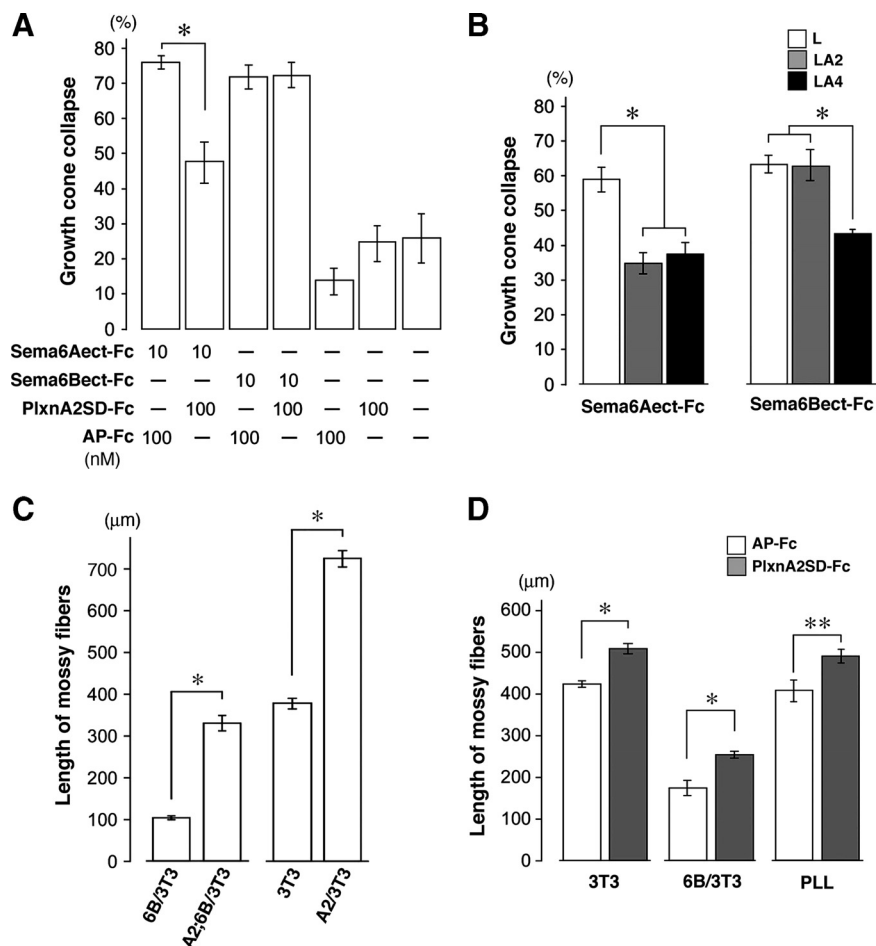 A
(%)
Growth cone collapse
80
70
60
50
40
30
20
10
0
*
Sema6Aect-Fc 10 10 – – – – –
Sema6Bect-Fc – – 10 10 – – –
PlxnA2SD-Fc – 100 – 100 – 100 –
AP-Fc 100 – 100 – 100 – –
(nM)
B
L
LA2
LA4
(%)
Growth cone collapse
80
70
60
50
40
30
20
10
0
* *
Sema6Aect-Fc Sema6Bect-Fc
C
(μm)
Length of mossy fibers
700
600
500
400
300
200
100
0
* *
6B/3T3 A2;6B/3T3 3T3 A2/3T3
D
AP-Fc
PlxnA2SD-Fc
(μm)
Length of mossy fibers
600
500
400
300
200
100
0
* * **
3T3 6B/3T3 PLL